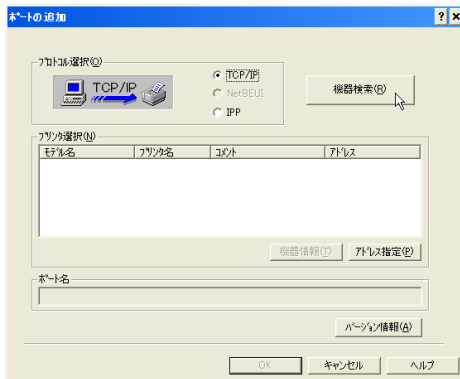 ﾎﾟｰﾄの追加
ﾌﾟﾛﾄｺﾙ選択(O)
TCP/IP
TCP/IP
NetBEUI
IPP
機器検索(R)
ﾌﾟﾘﾝﾀ選択(N)
ﾓﾃﾞﾙ名 ﾌﾟﾘﾝﾀ名 ｺﾒﾝﾄ ｱﾄﾞﾚｽ
機器情報(T) ｱﾄﾞﾚｽ指定(P)
ﾎﾟｰﾄ名
ﾊﾞｰｼﾞｮﾝ情報(A)
OK ｷｬﾝｾﾙ ﾍﾙﾌﾟ